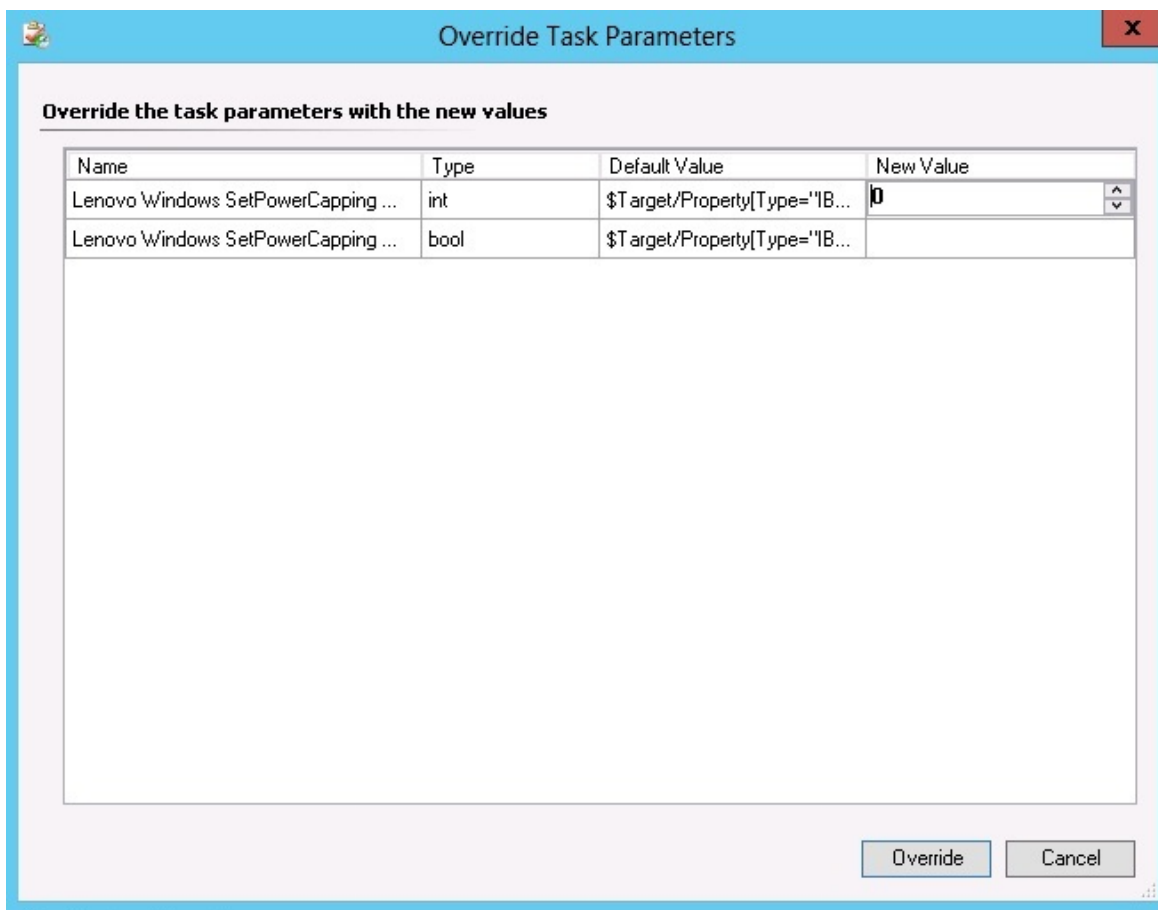 Override Task Parameters
x
Override the task parameters with the new values
Name Type Default Value New Value
Lenovo Windows SetPowerCapping ... int $Target/Property[Type="IB... 0
Lenovo Windows SetPowerCapping ... bool $Target/Property[Type="IB...
Override Cancel